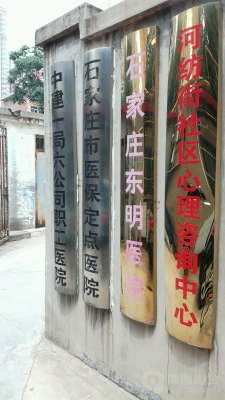 中建一局六公司职工医院
石家庄市医保定点医院
石家庄东明医院
河纺街社区心理咨询中心